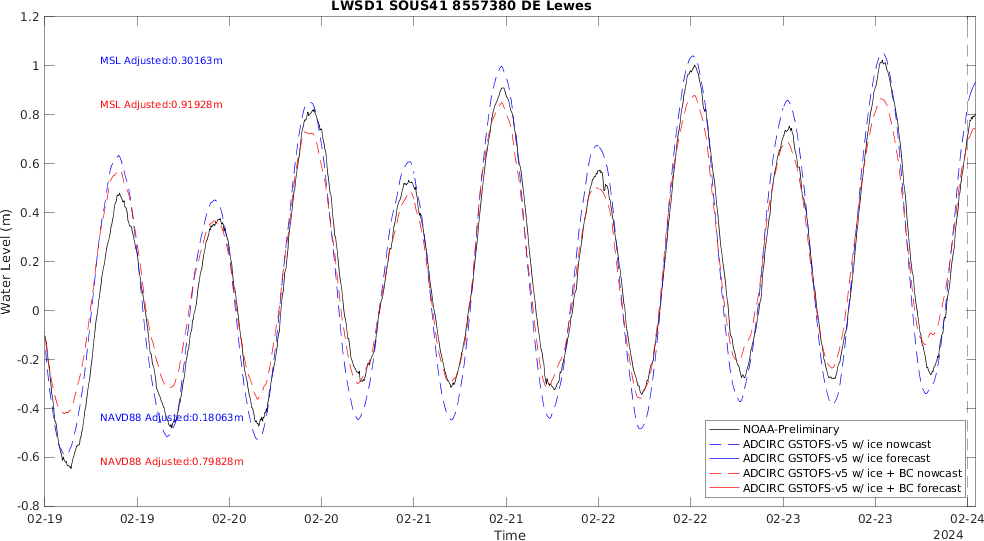 LWSD1 SOUS41 8557380 DE Lewes
1.2
1
0.8
0.6
0.4
0.2
0
-0.2
-0.4
-0.6
-0.8
Water Level (m)
MSL Adjusted:0.30163m
MSL Adjusted:0.91928m
NAVD88 Adjusted:0.18063m
NAVD88 Adjusted:0.79828m
NOAA-Preliminary
ADCIRC GSTOFS-v5 w/ ice nowcast
ADCIRC GSTOFS-v5 w/ ice forecast
ADCIRC GSTOFS-v5 w/ ice + BC nowcast
ADCIRC GSTOFS-v5 w/ ice + BC forecast
02-19 02-19 02-20 02-20 02-21 02-21 02-22 02-22 02-23 02-23 02-24
Time
2024